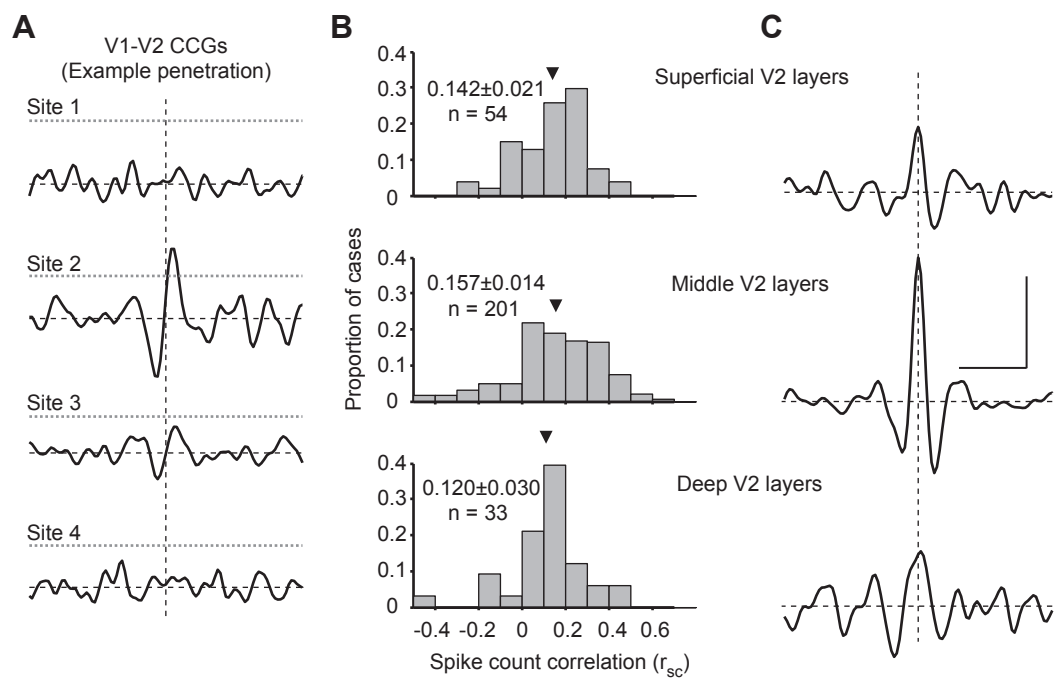 A
V1-V2 CCGs
(Example penetration)
Site 1
Site 2
Site 3
Site 4
B
Proportion of cases
0.4
0.3
0.2
0.1
0
0.142±0.021
n = 54
Superficial V2 layers
0.4
0.3
0.2
0.1
0
0.157±0.014
n = 201
Middle V2 layers
0.4
0.3
0.2
0.1
0
0.120±0.030
n = 33
Deep V2 layers
-0.4 -0.2 0 0.2 0.4 0.6
Spike count correlation (rsc)
C